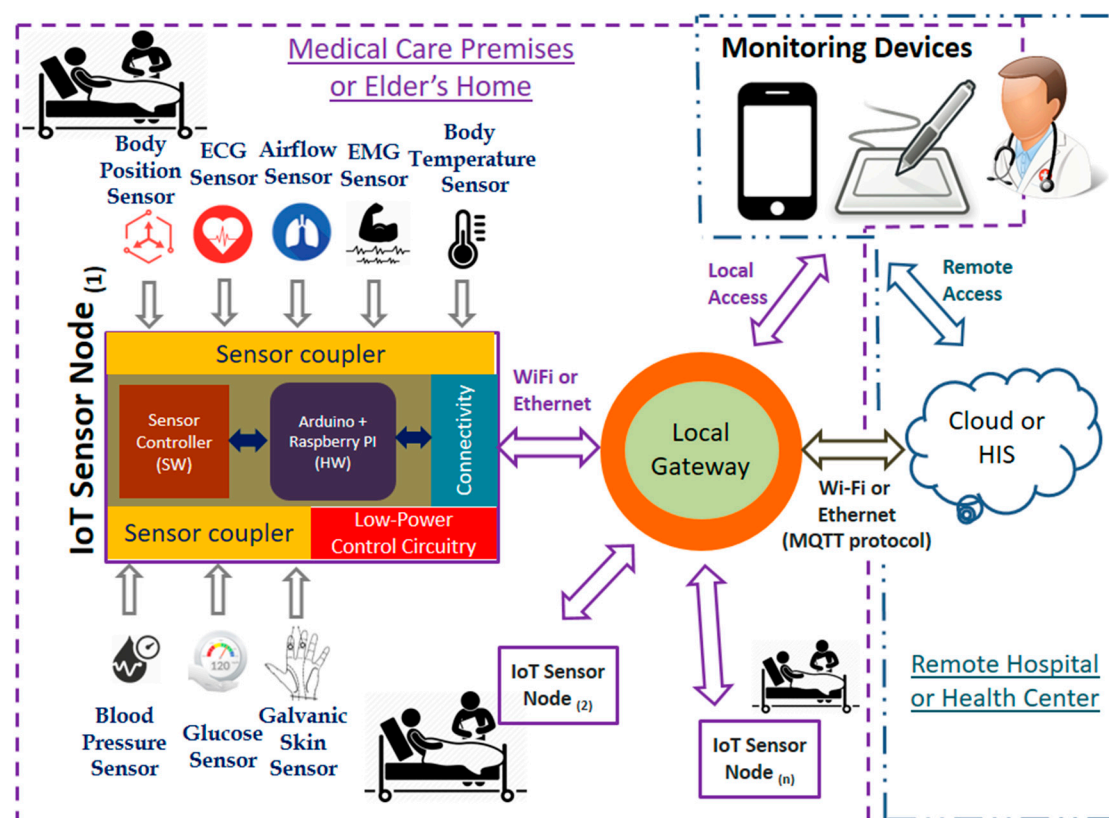 Medical Care Premises
or Elder’s Home
Monitoring Devices
Body
Position
Sensor
ECG
Sensor
Airflow
Sensor
EMG
Sensor
Body
Temperature
Sensor
Local
Access
Remote
Access
IoT Sensor Node (1)
Sensor coupler
Sensor
Controller
(SW)
Arduino +
Raspberry PI
(HW)
Connectivity
Sensor coupler
Low-Power
Control Circuitry
WiFi or
Ethernet
Local
Gateway
Cloud or
HIS
Wi-Fi or
Ethernet
(MQTT protocol)
120
Blood
Pressure
Sensor
Glucose
Sensor
Galvanic
Skin
Sensor
IoT Sensor
Node (2)
IoT Sensor
Node (n)
Remote Hospital
or Health Center